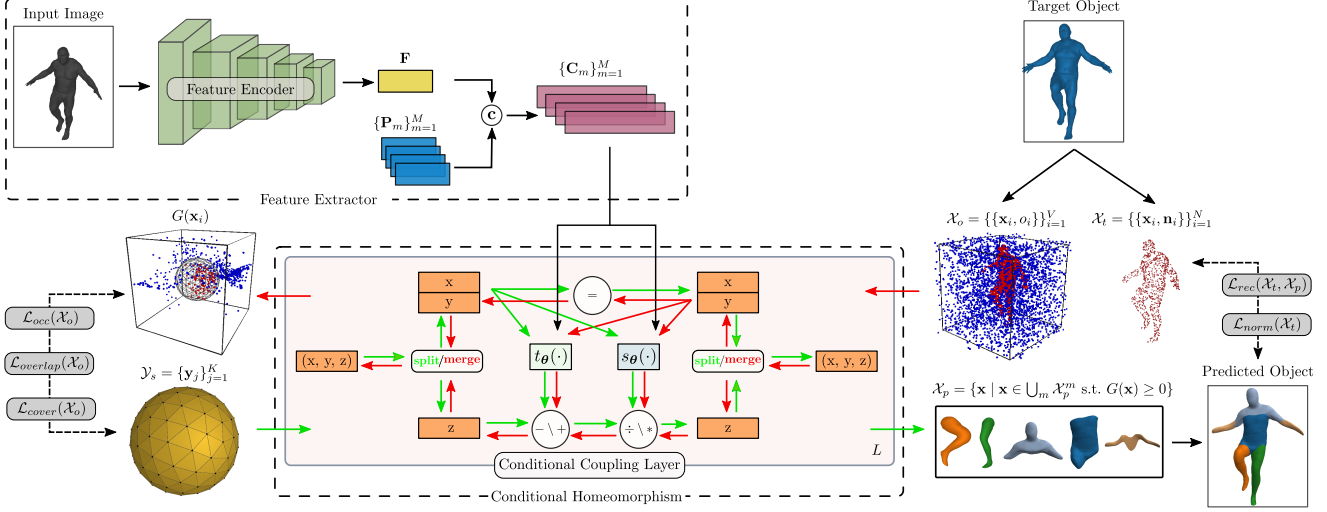 Input Image
Feature Encoder
F
{P_m}_{m=1}^M
c
{C_m}_{m=1}^M
Feature Extractor
Target Object
X_o = {{x_i, o_i}}_{i=1}^V
X_t = {{x_i, n_i}}_{i=1}^N
G(x_i)
L_occ(X_o)
L_overlap(X_o)
L_cover(X_o)
Y_s = {y_j}_{j=1}^K
x
y
=
x
y
(x, y, z)
split/merge
t_θ(·)
s_θ(·)
split/merge
(x, y, z)
z
− \ +
÷ \ *
z
L
Conditional Coupling Layer
Conditional Homeomorphism
L_rec(X_t, X_p)
L_norm(X_t)
Predicted Object
X_p = {x | x ∈ ⋃_m X_p^m s.t. G(x) ≥ 0}